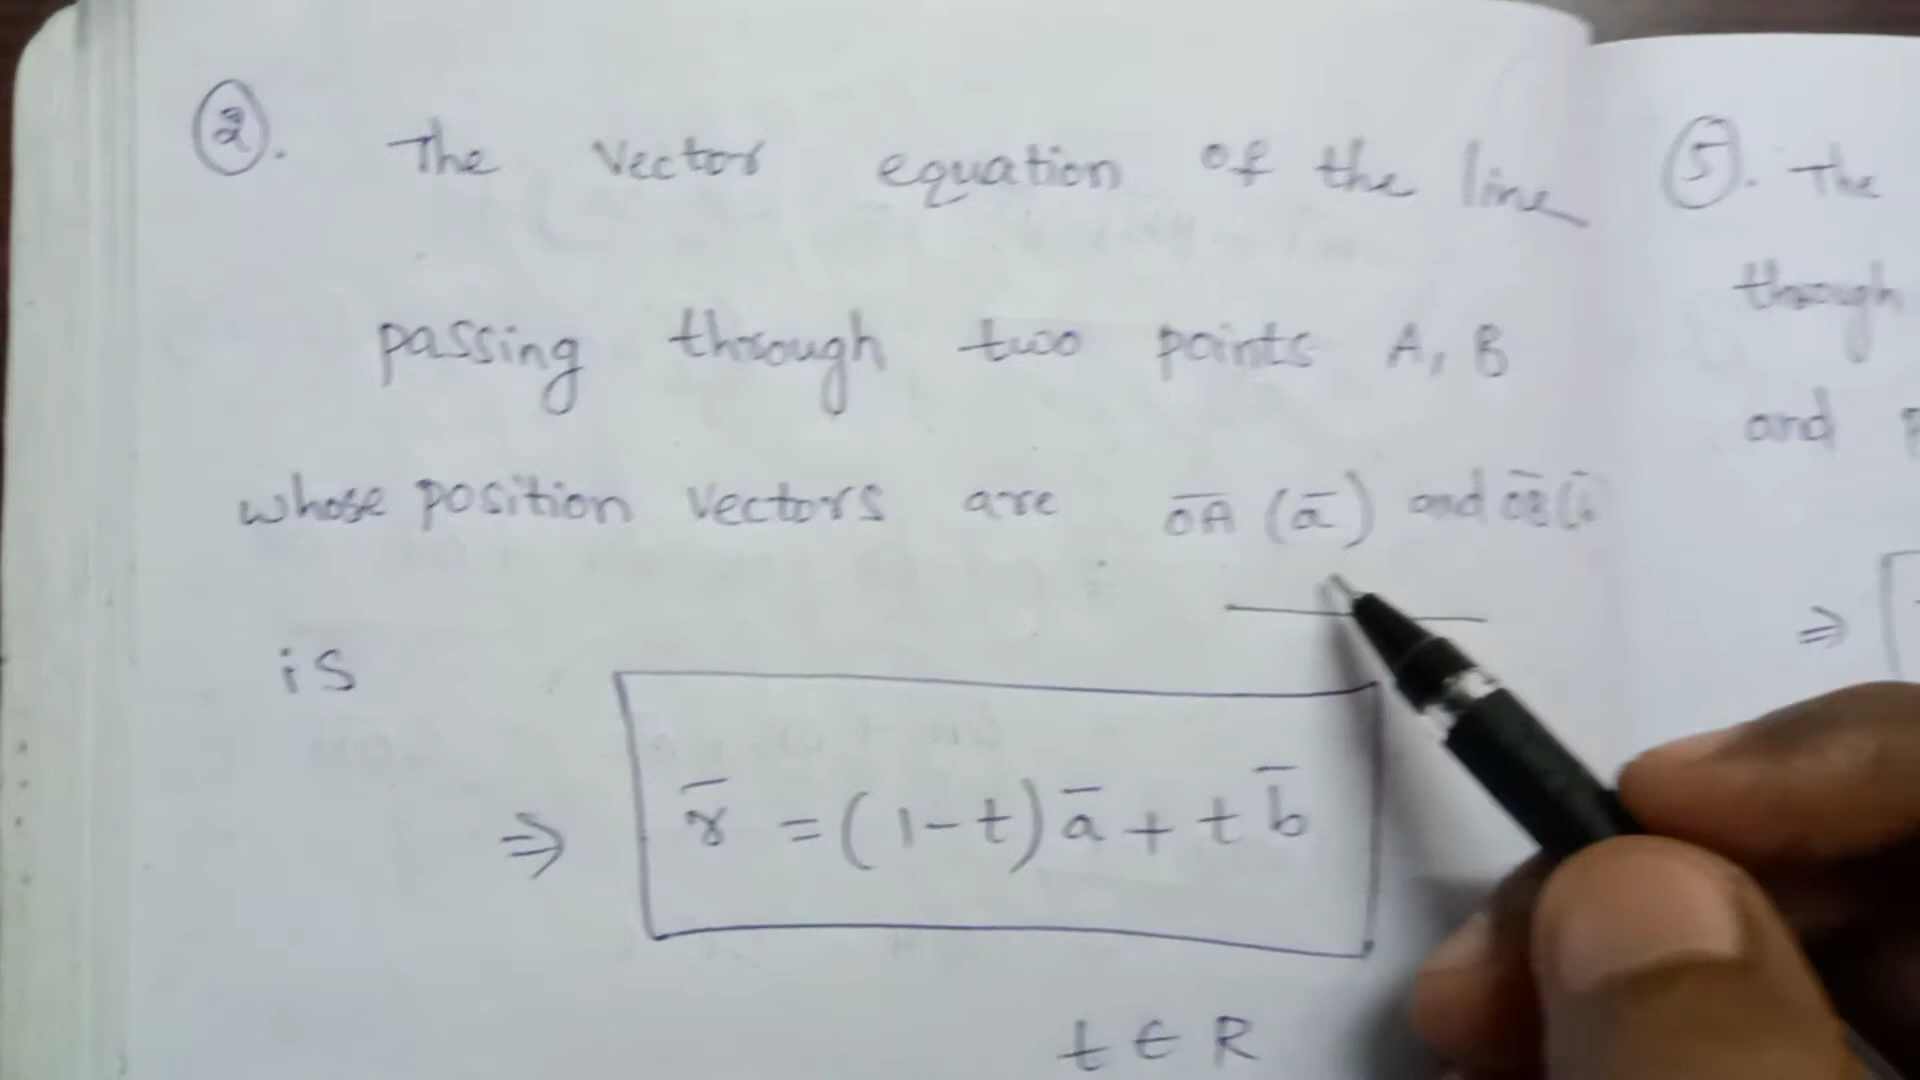 ②. The vector equation of the line
passing through two points A, B
whose position vectors are O̅A̅ (a̅) and O̅B̅ (b̅
is
⇒ r̅ = (1-t) a̅ + t b̅
t ∈ R
⑤. The
through
and
⇒